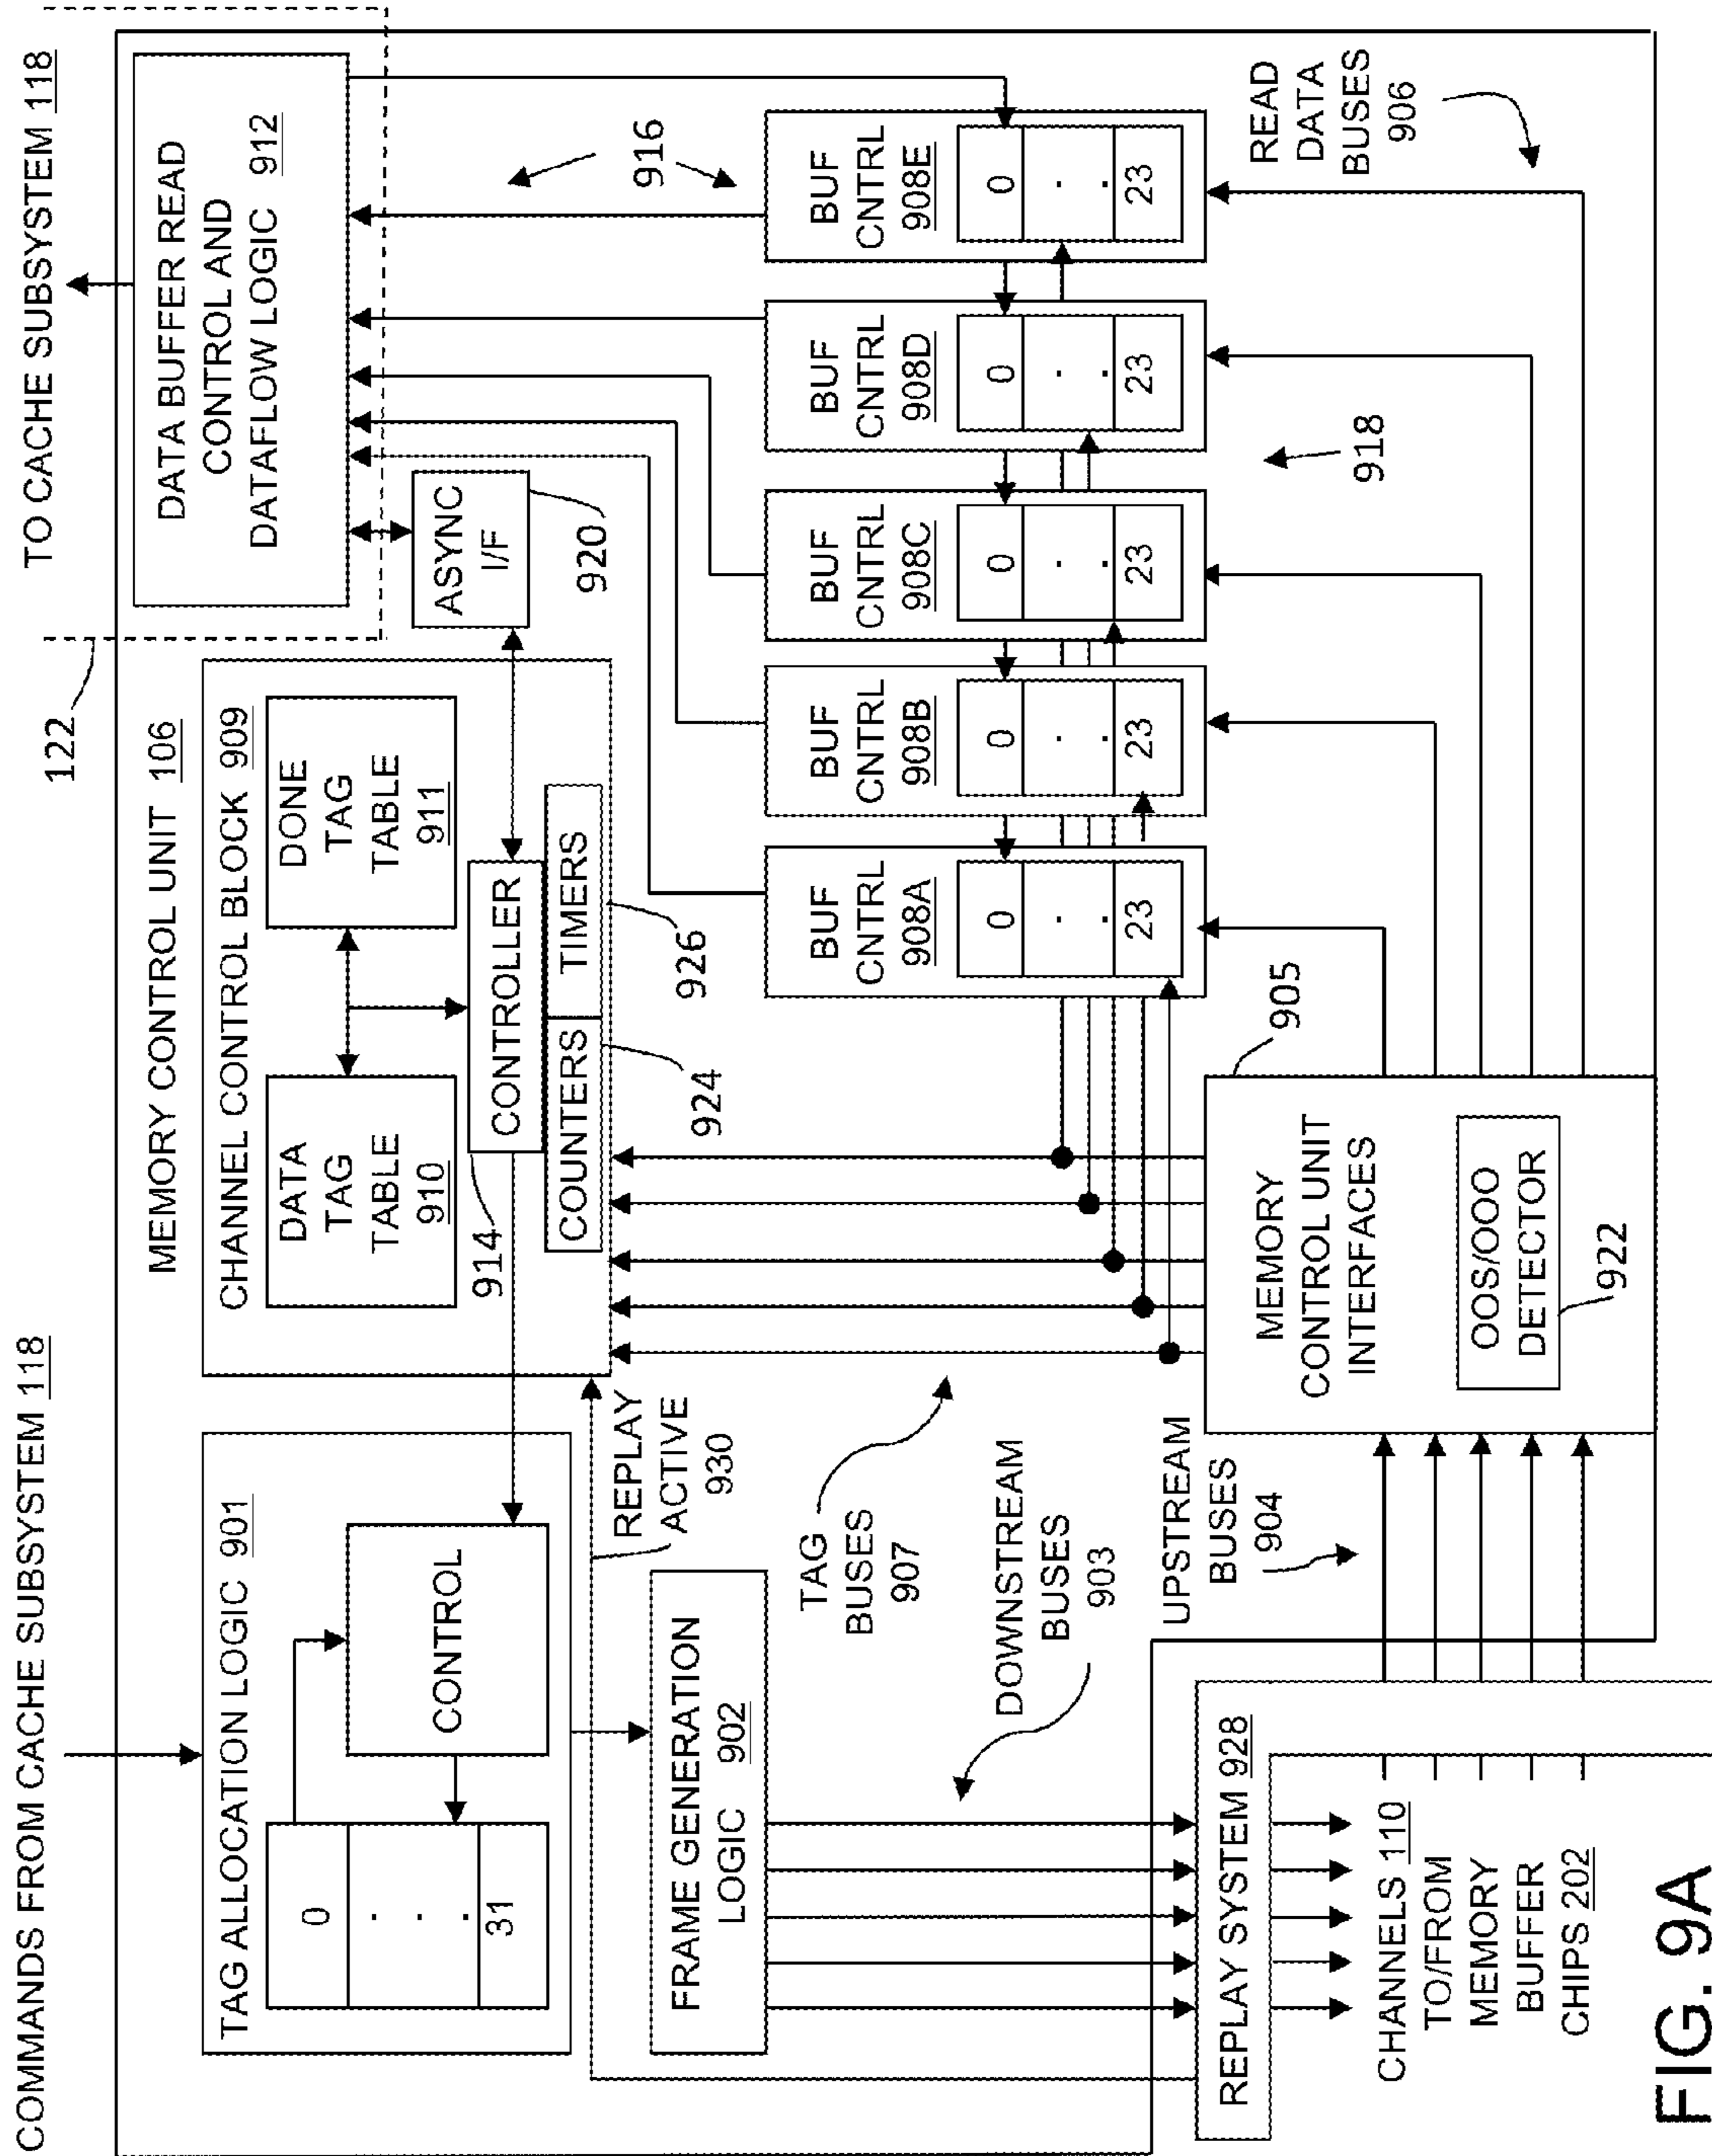 COMMANDS FROM CACHE SUBSYSTEM 118
TO CACHE SUBSYSTEM 118
122
MEMORY CONTROL UNIT 106
TAG ALLOCATION LOGIC 901
0
.
.
.
31
CONTROL
CHANNEL CONTROL BLOCK 909
DATA
TAG
TABLE
910
DONE
TAG
TABLE
911
914
CONTROLLER
COUNTERS
TIMERS
924
926
DATA BUFFER READ
CONTROL AND
DATAFLOW LOGIC 912
ASYNC
I/F
920
916
REPLAY
ACTIVE
930
FRAME GENERATION
LOGIC 902
TAG
BUSES
907
DOWNSTREAM
BUSES
903
BUF
CNTRL
908A
0
.
.
23
BUF
CNTRL
908B
0
.
.
23
BUF
CNTRL
908C
0
.
.
23
BUF
CNTRL
908D
0
.
.
23
BUF
CNTRL
908E
0
.
.
23
918
READ
DATA
BUSES
906
UPSTREAM
BUSES
904
905
MEMORY
CONTROL UNIT
INTERFACES
OOS/OOO
DETECTOR
922
REPLAY SYSTEM 928
CHANNELS 110
TO/FROM
MEMORY
BUFFER
CHIPS 202
FIG. 9A